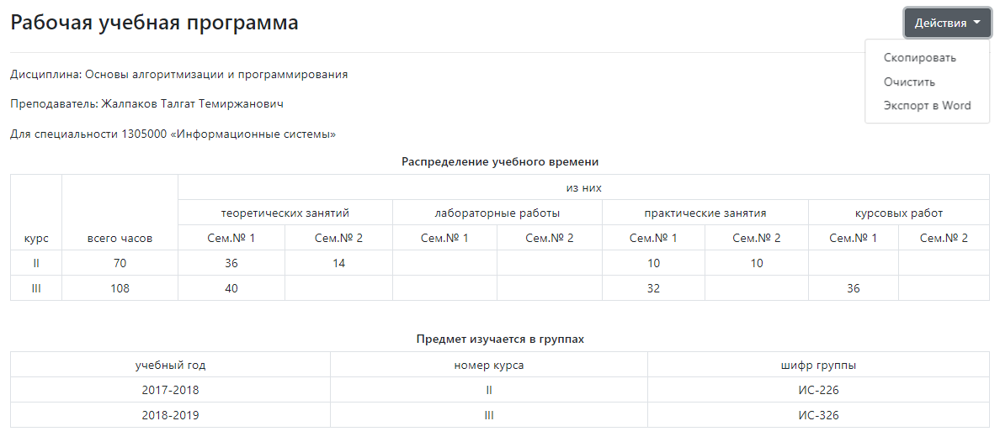 Рабочая учебная программа
Действия
Скопировать
Очистить
Экспорт в Word
Дисциплина: Основы алгоритмизации и программирования
Преподаватель: Жалпаков Талгат Темиржанович
Для специальности 1305000 «Информационные системы»
Распределение учебного времени
из них
теоретических занятий лабораторные работы практические занятия курсовых работ
курс всего часов Сем.№ 1 Сем.№ 2 Сем.№ 1 Сем.№ 2 Сем.№ 1 Сем.№ 2 Сем.№ 1 Сем.№ 2
II 70 36 14 10 10
III 108 40 32 36
Предмет изучается в группах
учебный год номер курса шифр группы
2017-2018 II ИС-226
2018-2019 III ИС-326